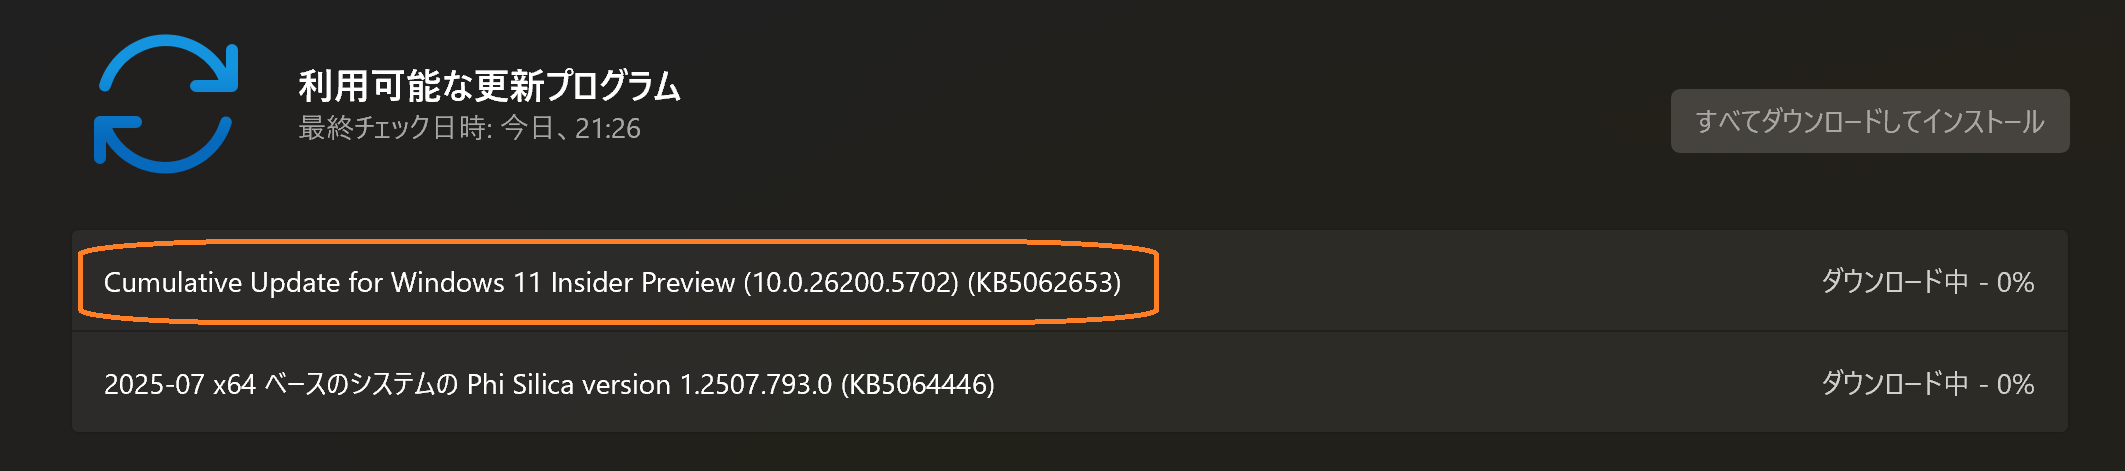 利用可能な更新プログラム
最終チェック日時: 今日、21:26
すべてダウンロードしてインストール
Cumulative Update for Windows 11 Insider Preview (10.0.26200.5702) (KB5062653)
ダウンロード中 - 0%
2025-07 x64 ベースのシステムの Phi Silica version 1.2507.793.0 (KB5064446)
ダウンロード中 - 0%